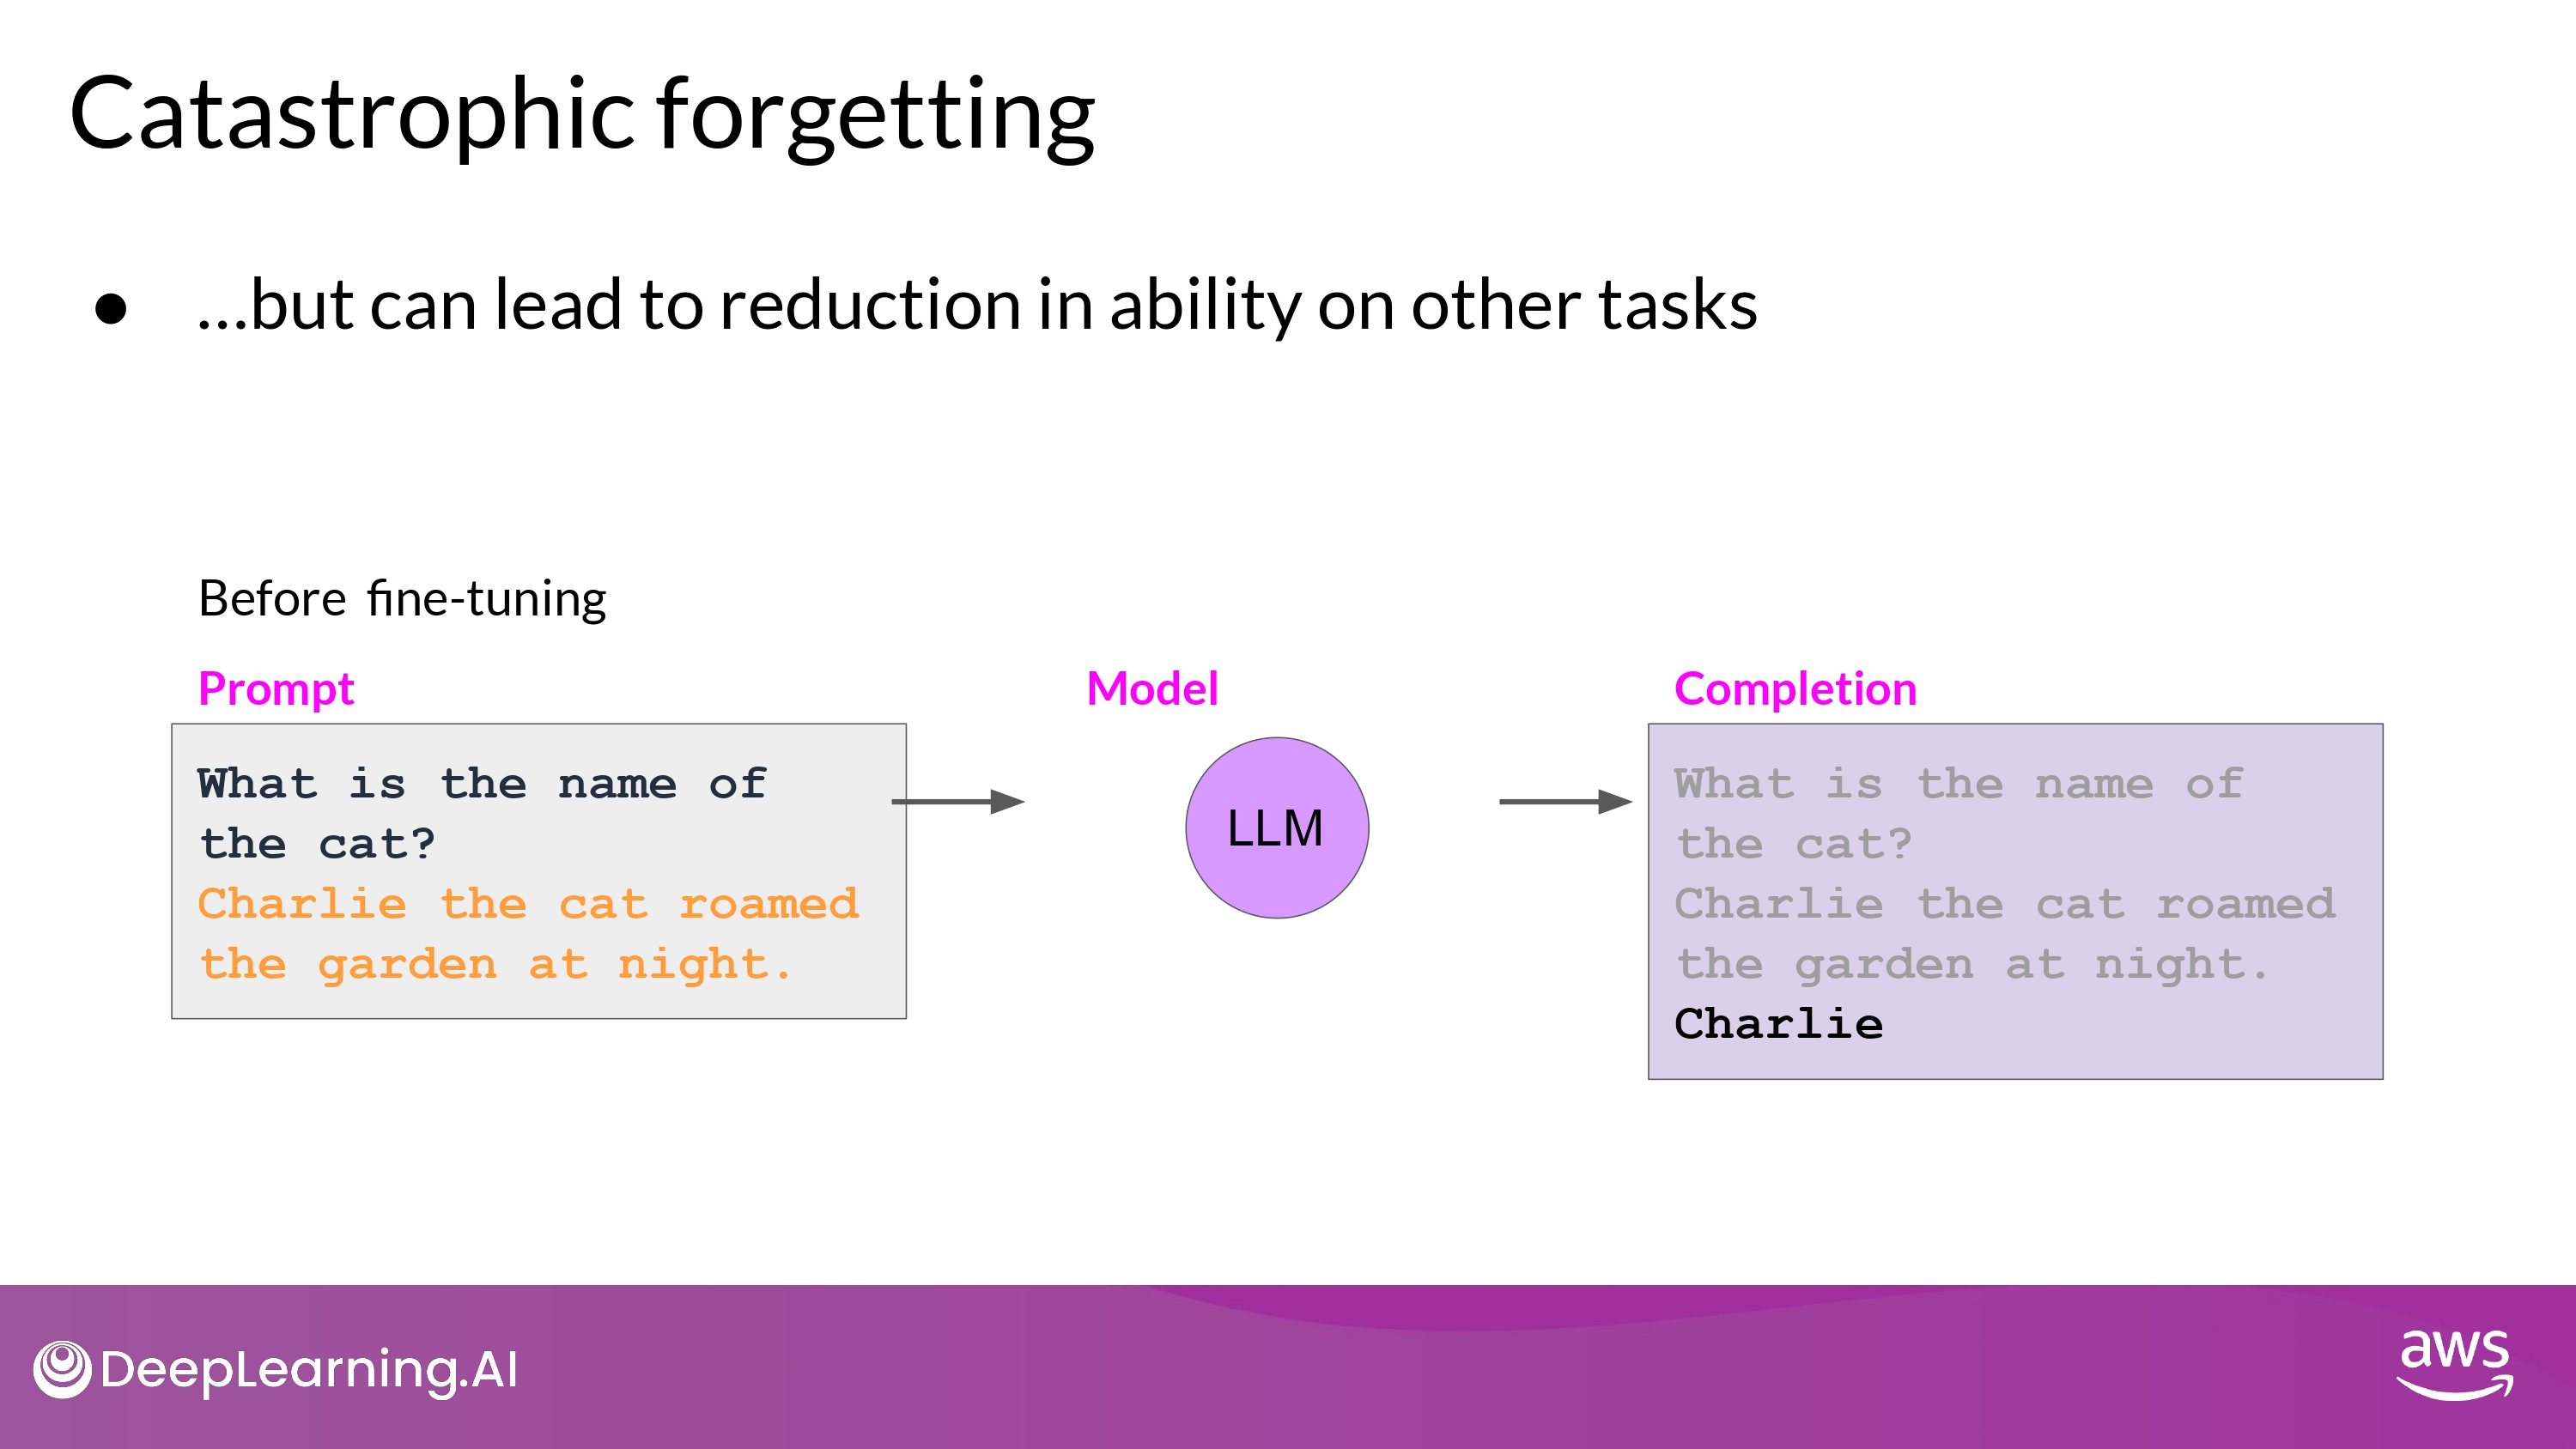 Catastrophic forgetting
● …but can lead to reduction in ability on other tasks
Before fine-tuning
Prompt
What is the name of
the cat?
Charlie the cat roamed
the garden at night.
Model
LLM
Completion
What is the name of
the cat?
Charlie the cat roamed
the garden at night.
Charlie
DeepLearning.AI
aws